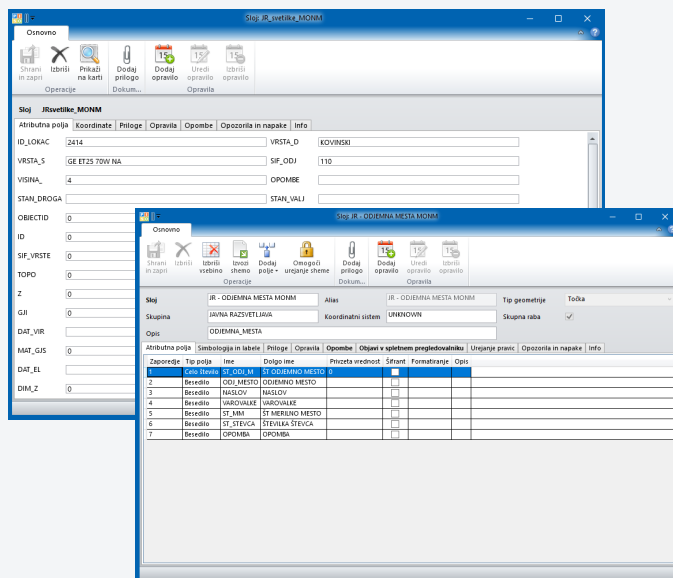 Sloj: JR_svetilke_MONM
Osnovno
Shrani in zapri
Izbriši
Prikaži na karti
Dodaj prilogo
Dodaj opravilo
Uredi opravilo
Izbriši opravilo
Operacije
Dokum...
Opravila
Sloj JRsvetilke_MONM
Atributna polja Koordinate Priloge Opravila Opombe Opozorila in napake Info
ID_LOKAC 2414 VRSTA_D KOVINSKI
VRSTA_S GE ET25 70W NA SIF_ODJ 110
VISINA_ 4 OPOMBE
STAN_DROGA STAN_VALJ
OBJECTID 0
ID 0
SIF_VRSTE 0
TOPO 0
Z 0
GJI 0
DAT_VIR
MAT_GJS 0
DAT_EL
DIM_Z 0
Sloj: JR - ODJEMNA MESTA MONM
Osnovno
Shrani in zapri
Izbriši
Izbriši vsebino
Izvozi shemo
Dodaj polje
Omogoči urejanje sheme
Dodaj prilogo
Dodaj opravilo
Uredi opravilo
Izbriši opravilo
Operacije
Dokum...
Opravila
Sloj JR - ODJEMNA MESTA MONM Alias JR - ODJEMNA MESTA MONM Tip geometrije Točka
Skupina JAVNA RAZSVETLJAVA Koordinatni sistem UNKNOWN Skupna raba
Opis ODJEMNA_MESTA
Atributna polja Simbologija in labele Priloge Opravila Opombe Objavi v spletnem pregledovalniku Urejanje pravic Opozorila in napake Info
Zaporedje Tip polja Ime Dolgo ime Privzeta vrednost Šifrant Formatiranje Opis
1 Celo število ST_ODJ_M ŠT ODJEMNO MESTO 0
2 Besedilo ODJ_MESTO ODJEMNO MESTO
3 Besedilo NASLOV NASLOV
4 Besedilo VAROVALKE VAROVALKE
5 Besedilo ST_MM ŠT MERILNO MESTO
6 Besedilo ST_STEVCA ŠTEVILKA ŠTEVCA
7 Besedilo OPOMBA OPOMBA